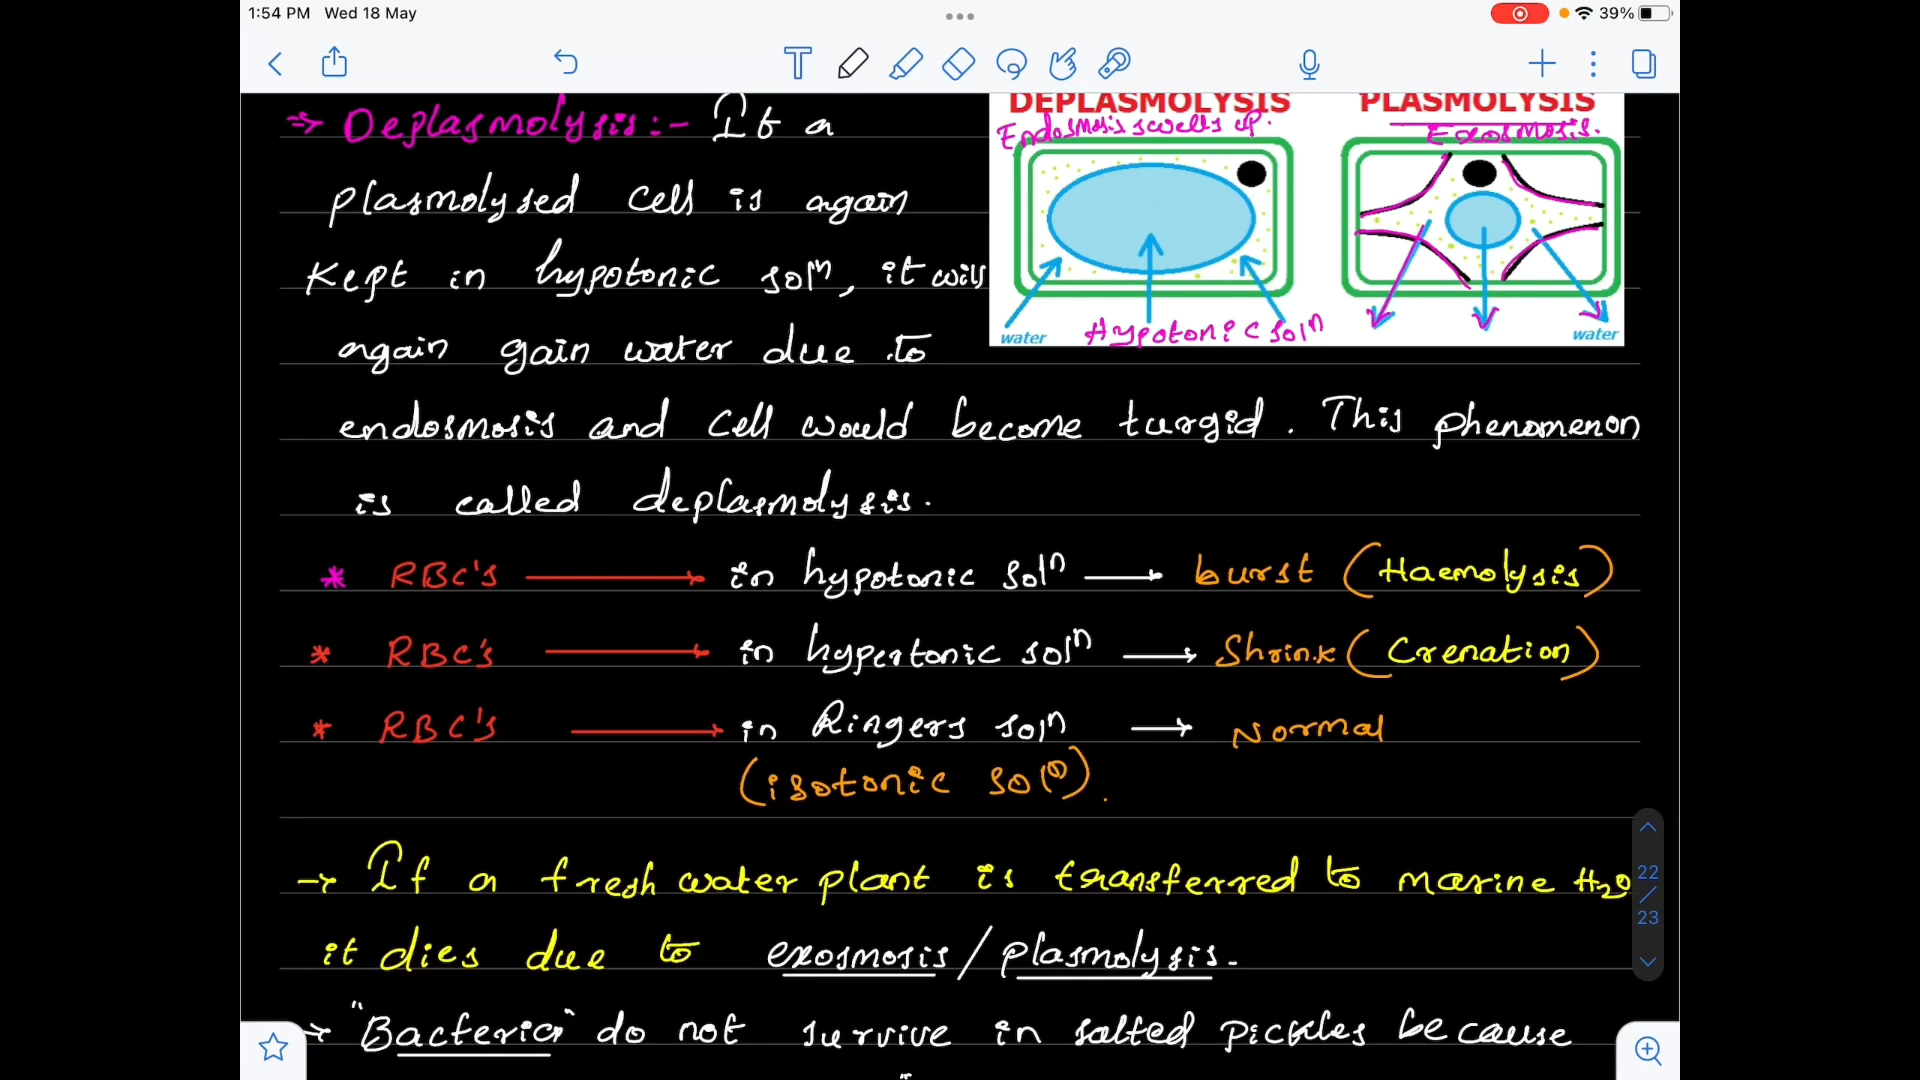 1:54 PM Wed 18 May
39%
DEPLASMOLYSIS PLASMOLYSIS
Endosmosis swells up. Exosmosis.
water Hypotonic solⁿ water
⇒ Deplasmolysis:- If a
plasmolysed cell is again
kept in hypotonic solⁿ, it will
again gain water due to
endosmosis and cell would become turgid. This phenomenon
is called deplasmolysis.
* RBC's → in hypotonic solⁿ → burst (Haemolysis)
* RBC's → in hypertonic solⁿ → Shrink (Crenation)
* RBC's → in Ringers solⁿ → Normal
(isotonic solⁿ).
→ If a fresh water plant is transferred to marine H₂O
it dies due to exosmosis/plasmolysis.
→ "Bacteria" do not survive in salted pickles because
22
/
23